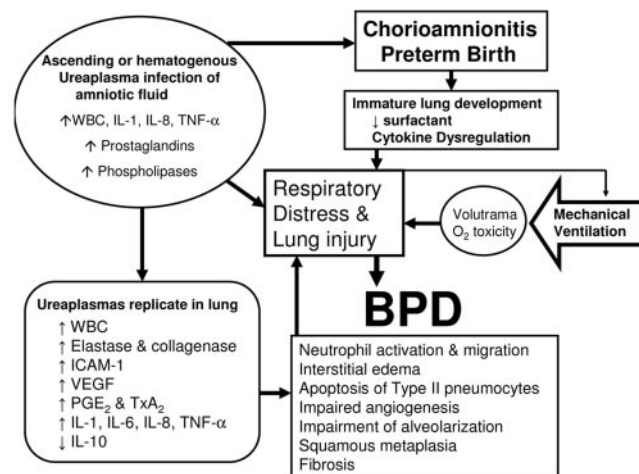 Ascending or hematogenous
Ureaplasma infection of
amniotic fluid
↑WBC, IL-1, IL-8, TNF-α
↑ Prostaglandins
↑ Phospholipases
Chorioamnionitis
Preterm Birth
Immature lung development
↓ surfactant
Cytokine Dysregulation
Respiratory
Distress &
Lung injury
Volutrama
O₂ toxicity
Mechanical
Ventilation
BPD
Ureaplasmas replicate in lung
↑ WBC
↑ Elastase & collagenase
↑ ICAM-1
↑ VEGF
↑ PGE₂ & TxA₂
↑ IL-1, IL-6, IL-8, TNF-α
↓ IL-10
Neutrophil activation & migration
Interstitial edema
Apoptosis of Type II pneumocytes
Impaired angiogenesis
Impairment of alveolarization
Squamous metaplasia
Fibrosis